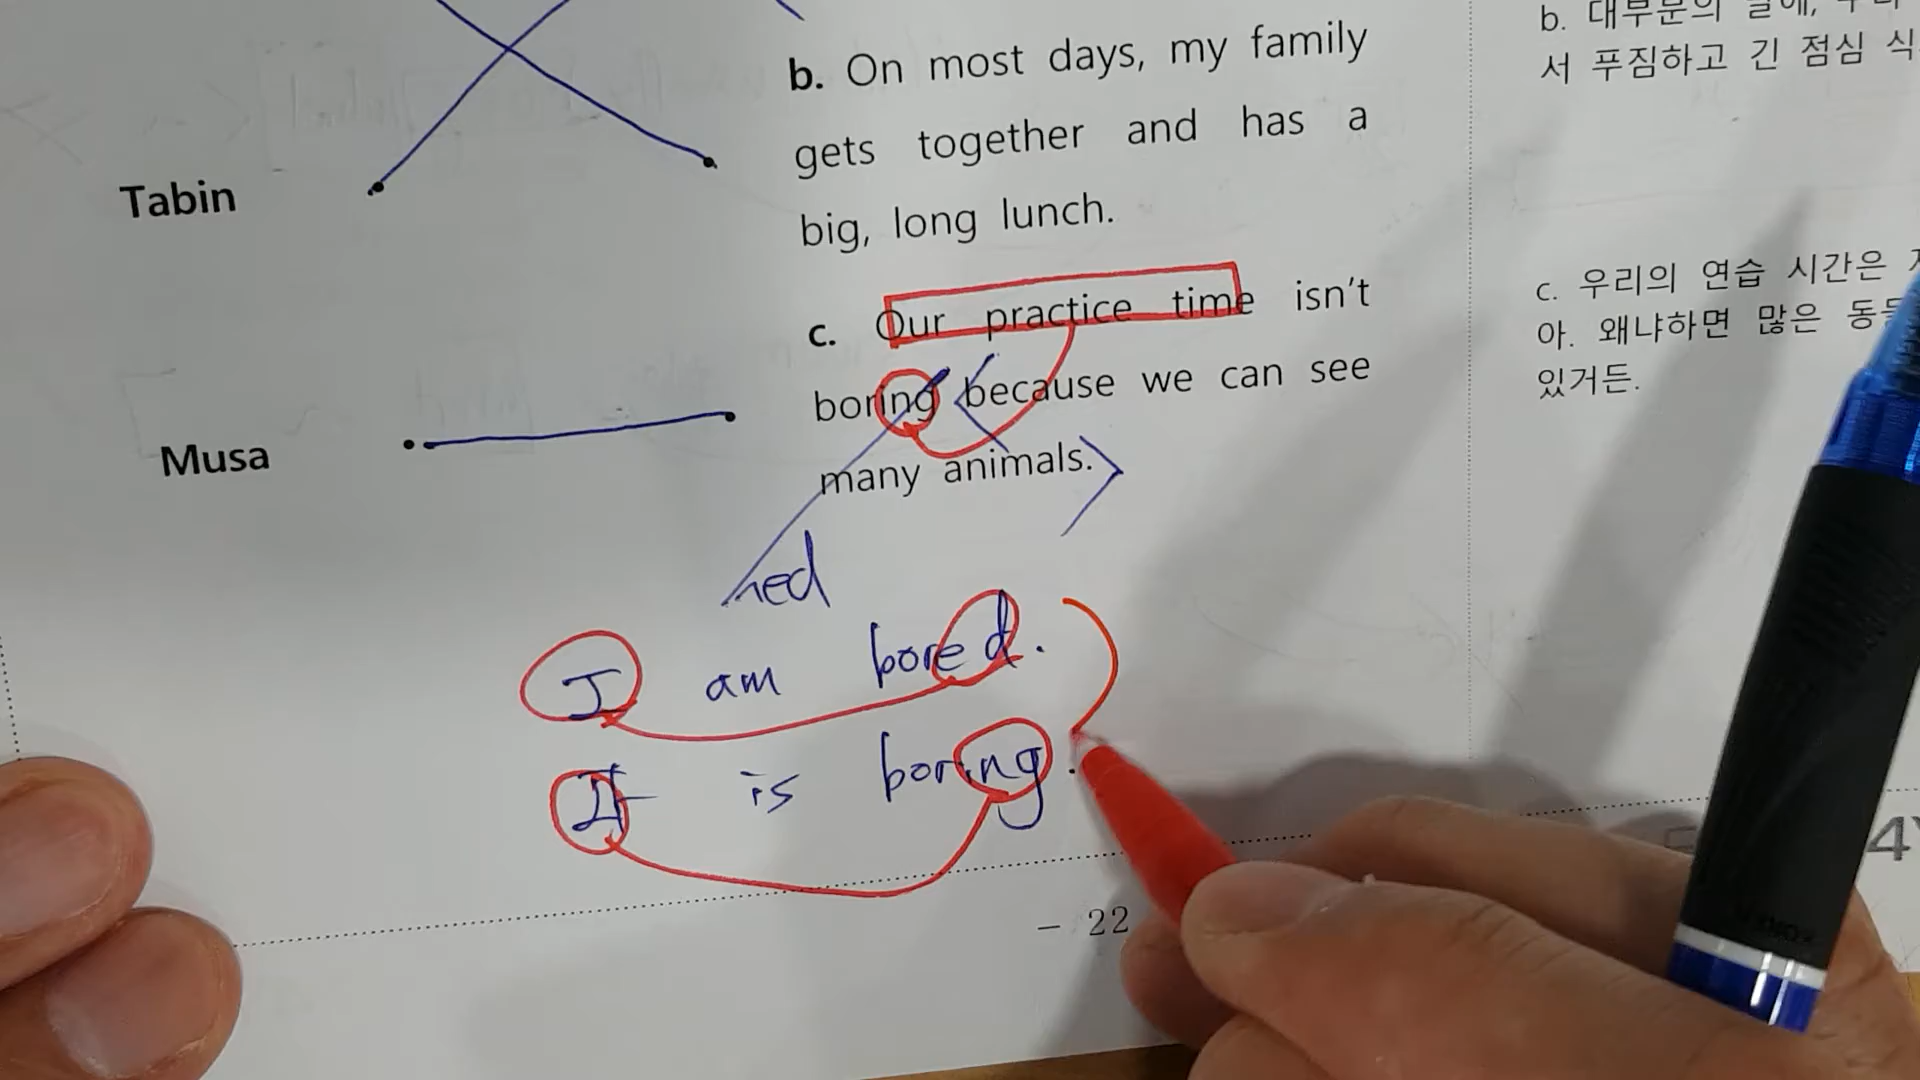 b. On most days, my family
gets together and has a
big, long lunch.
c. Our practice time isn't
boring because we can see
many animals.
Tabin
Musa
ed
I am bored.
It is boring.
- 22
b. 대부분의
서 푸짐하고 긴 점심 식
c. 우리의 연습 시간은
아. 왜냐하면 많은
있거든.